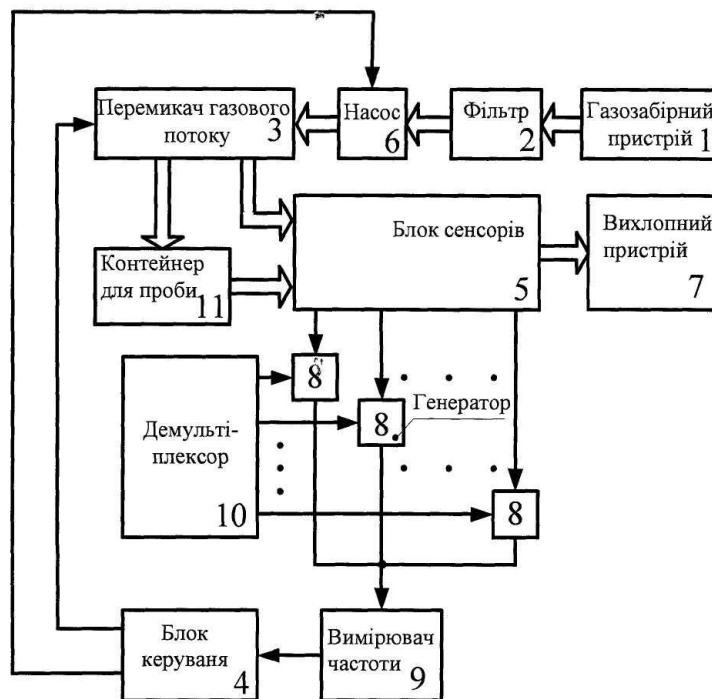 Перемикач газового
потоку 3
Насос
6
Фільтр
2
Газозабірний
пристрій 1
Контейнер
для проби
11
Блок сенсорів
5
Вихлопний
пристрій
7
8
Генератор
8
Демульті-
плексор
10
8
Блок
керуваня
4
Вимірювач
частоти
9